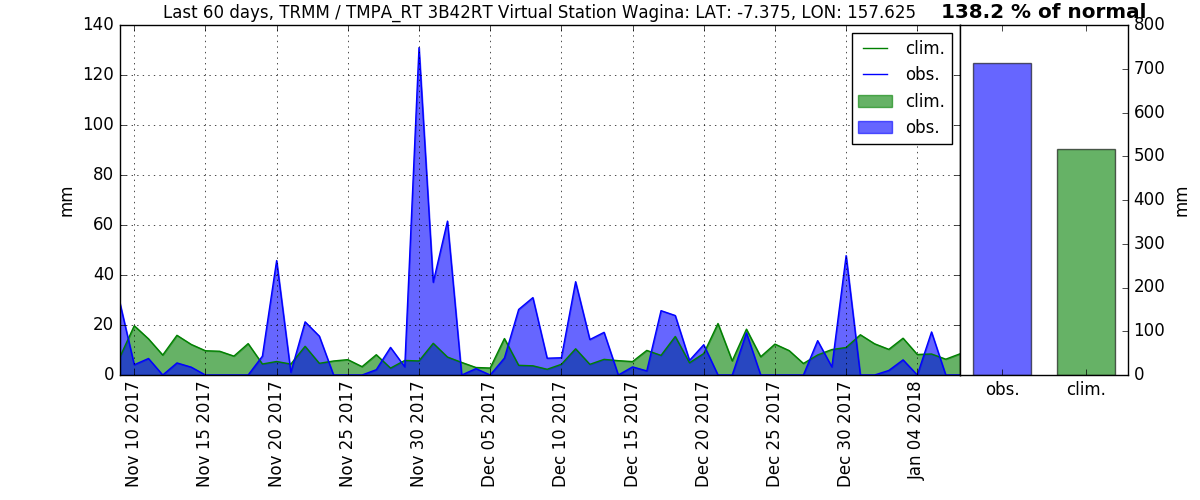 Last 60 days, TRMM / TMPA_RT 3B42RT Virtual Station Wagina: LAT: -7.375, LON: 157.625
138.2 % of normal
140
120
100
80
60
40
20
0
mm
clim.
obs.
clim.
obs.
800
700
600
500
400
300
200
100
0
mm
Nov 10 2017
Nov 15 2017
Nov 20 2017
Nov 25 2017
Nov 30 2017
Dec 05 2017
Dec 10 2017
Dec 15 2017
Dec 20 2017
Dec 25 2017
Dec 30 2017
Jan 04 2018
obs.
clim.